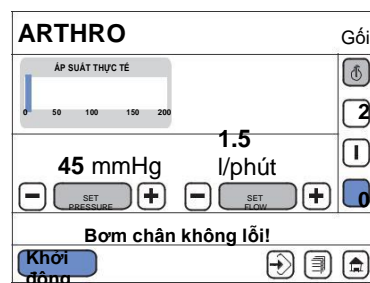 ARTHRO
Gối
ÁP SUẤT THỰC TẾ
0 50 100 150 200
2
1.5
45 mmHg
l/phút
I
SET PRESSURE
SET FLOW
0
Bơm chân không lỗi!
Khởi động